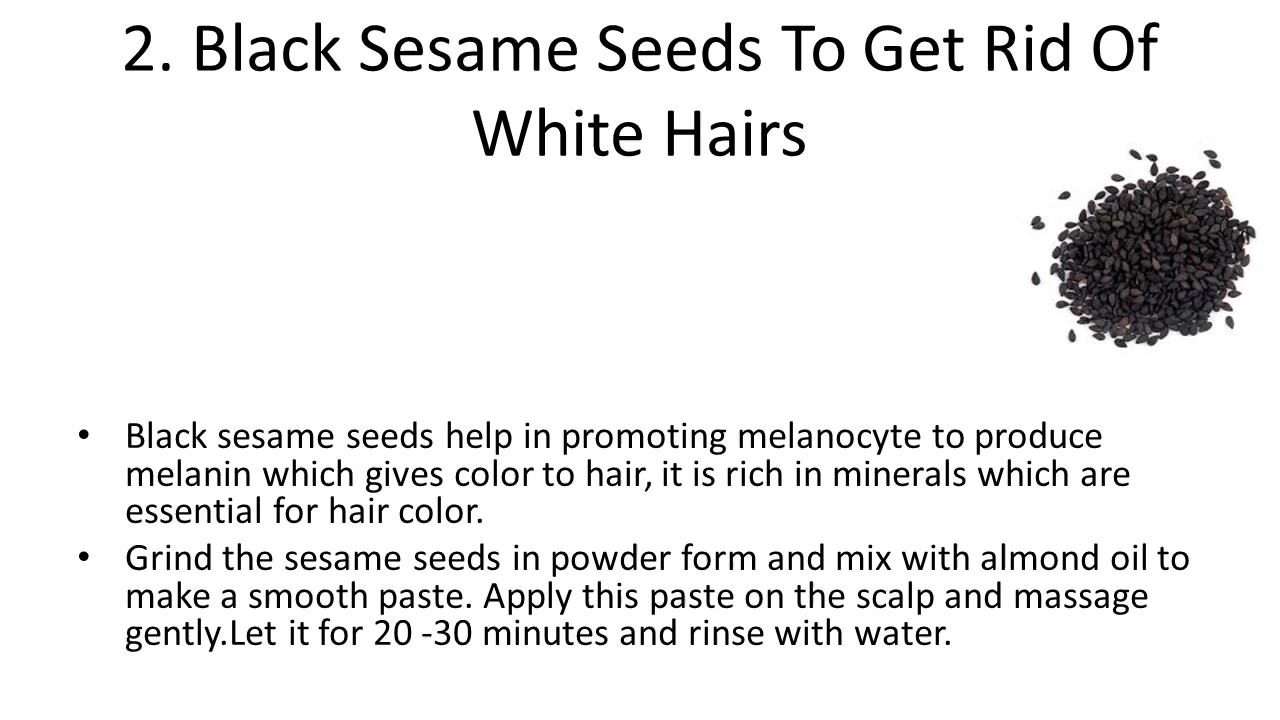 2. Black Sesame Seeds To Get Rid Of
White Hairs
• Black sesame seeds help in promoting melanocyte to produce
melanin which gives color to hair, it is rich in minerals which are
essential for hair color.
• Grind the sesame seeds in powder form and mix with almond oil to
make a smooth paste. Apply this paste on the scalp and massage
gently.Let it for 20 -30 minutes and rinse with water.